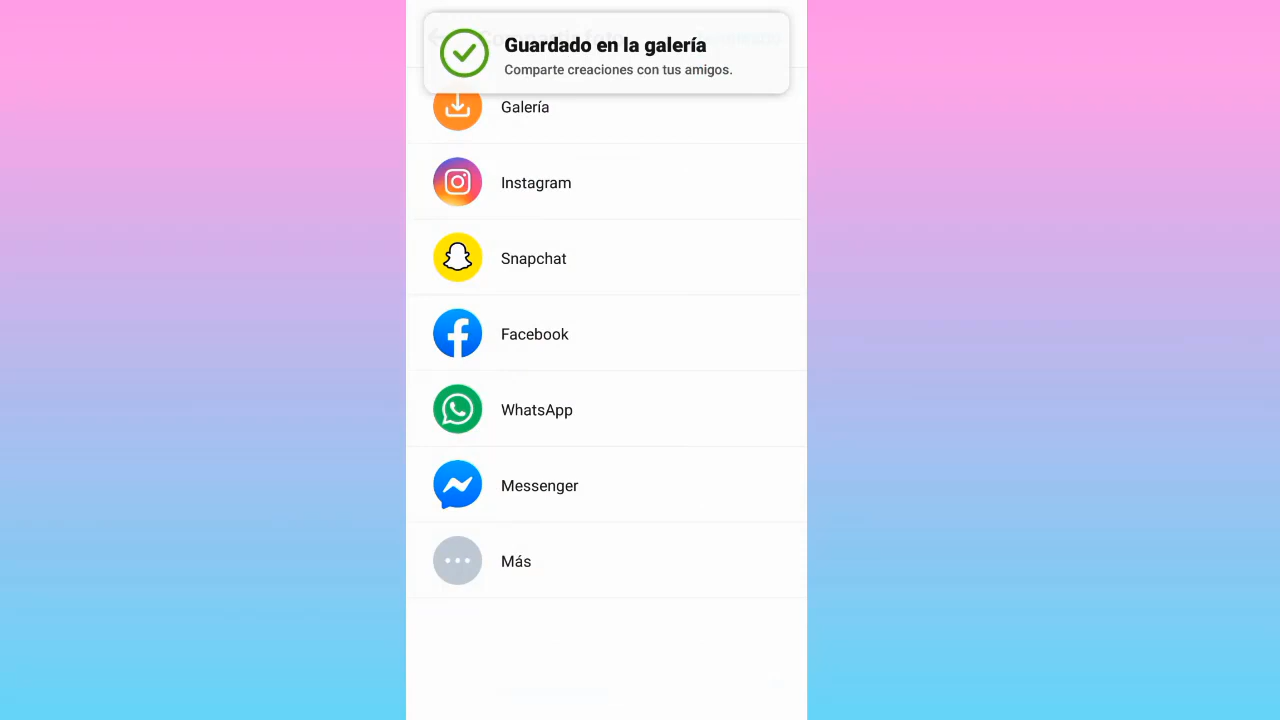 Guardado en la galería
Comparte creaciones con tus amigos.
Galería
Instagram
Snapchat
Facebook
WhatsApp
Messenger
Más